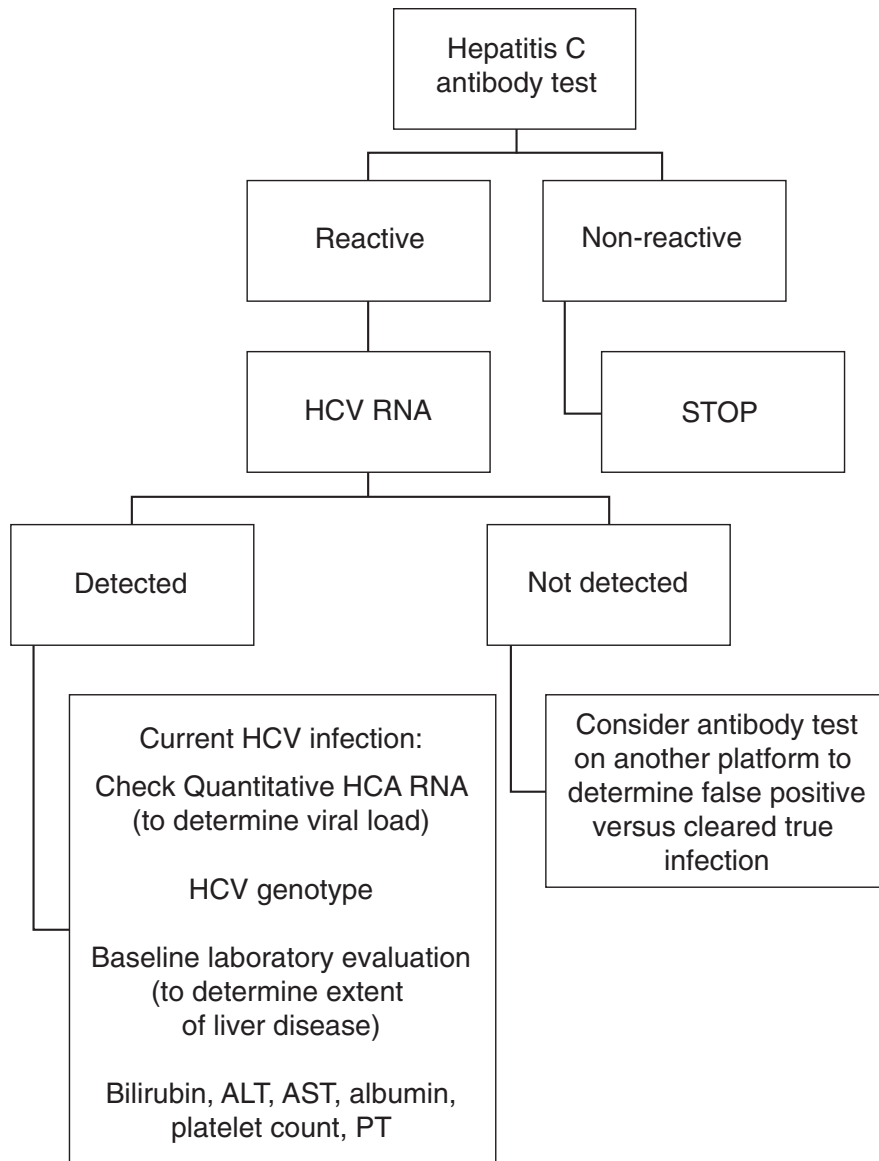 Hepatitis C
antibody test
Reactive
Non-reactive
HCV RNA
STOP
Detected
Not detected
Current HCV infection:
Check Quantitative HCA RNA
(to determine viral load)
HCV genotype
Baseline laboratory evaluation
(to determine extent
of liver disease)
Bilirubin, ALT, AST, albumin,
platelet count, PT
Consider antibody test
on another platform to
determine false positive
versus cleared true
infection